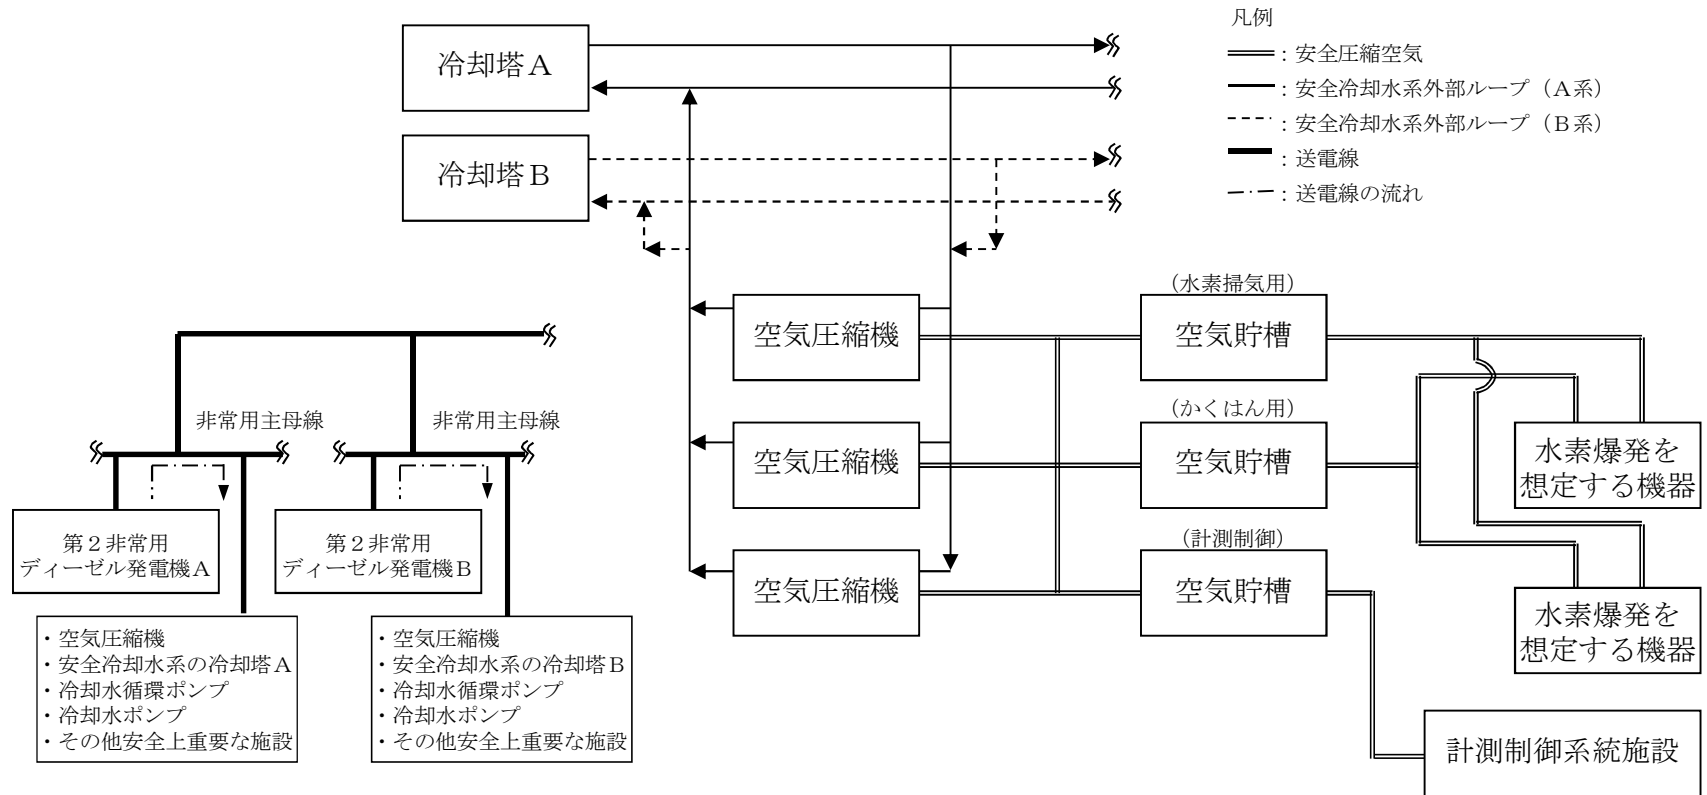 凡例
：安全圧縮空気
：安全冷却水系外部ループ（Ａ系）
：安全冷却水系外部ループ（Ｂ系）
：送電線
：送電線の流れ
冷却塔Ａ
冷却塔Ｂ
（水素掃気用）
空気圧縮機
空気貯槽
（かくはん用）
空気圧縮機
空気貯槽
（計測制御）
空気圧縮機
空気貯槽
水素爆発を
想定する機器
水素爆発を
想定する機器
計測制御系統施設
非常用主母線
非常用主母線
第２非常用
ディーゼル発電機Ａ
第２非常用
ディーゼル発電機Ｂ
・空気圧縮機
・安全冷却水系の冷却塔Ａ
・冷却水循環ポンプ
・冷却水ポンプ
・その他安全上重要な施設
・空気圧縮機
・安全冷却水系の冷却塔Ｂ
・冷却水循環ポンプ
・冷却水ポンプ
・その他安全上重要な施設